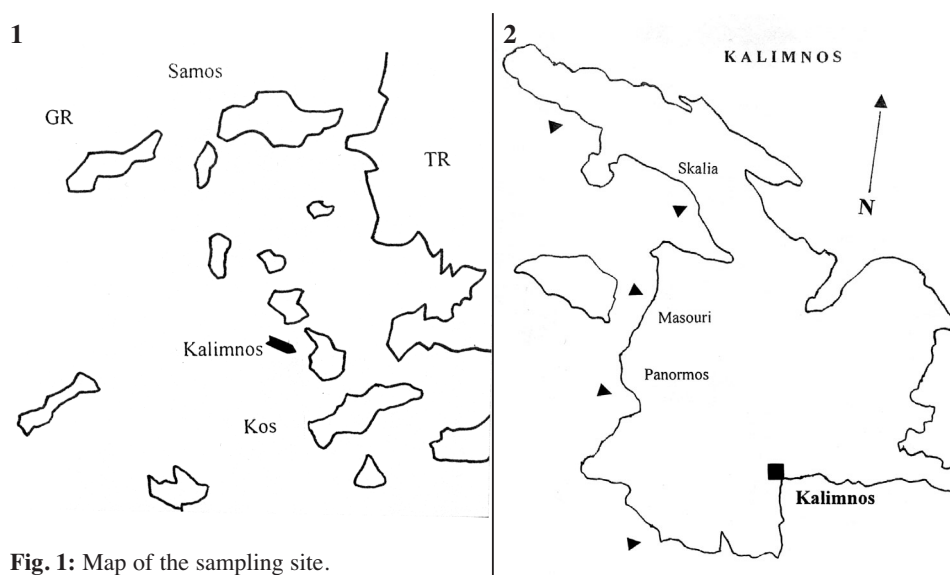 1
Samos
GR
TR
Kalimnos
Kos
Fig. 1: Map of the sampling site.
2
KALIMNOS
N
Skalia
Masouri
Panormos
Kalimnos